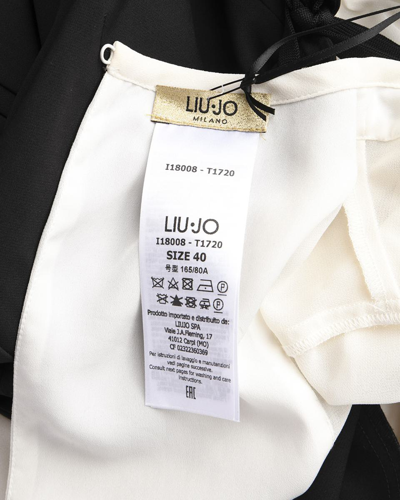 LIU·JO
MILANO
I18008 - T1720
LIU·JO
I18008 - T1720
SIZE 40
号型 165/80A
Prodotto importato e distribuito da:
LIUJO SPA
Viale J.A.Fleming, 17
41012 Carpi (MO)
CF 02322360369
Per istruzioni di lavaggio e manutenzioni
vedi pagine successive.
Consult next pages for washing and care
instructions.
EAC